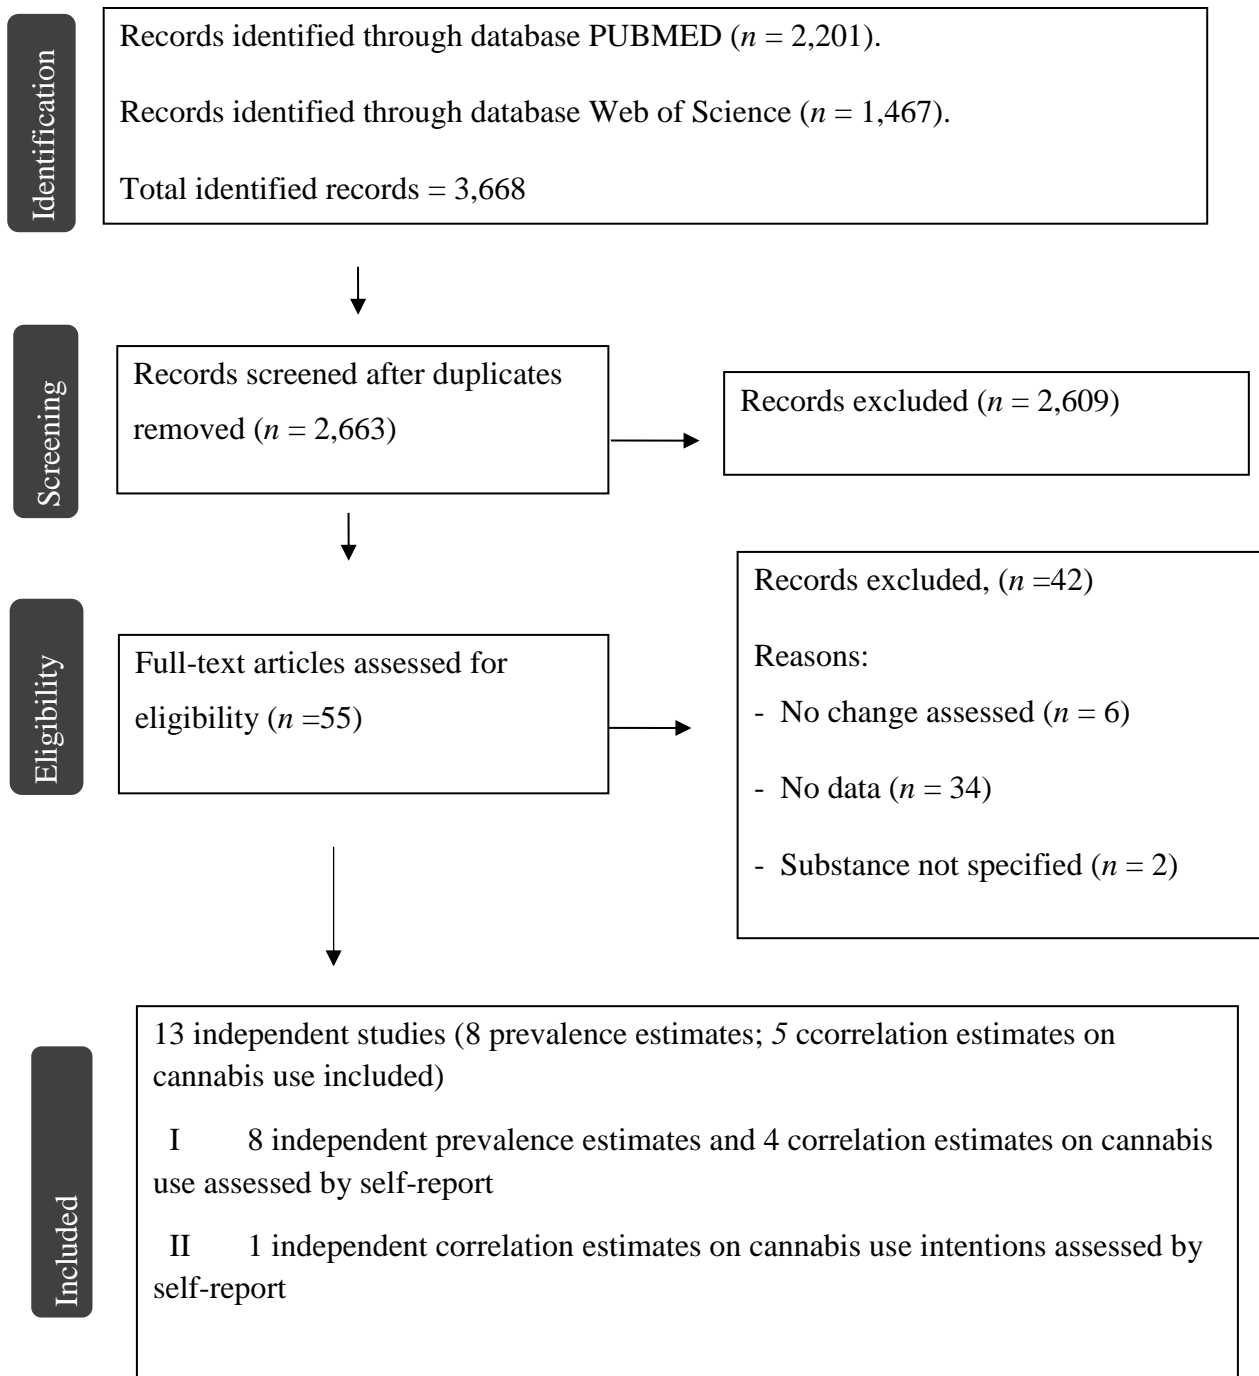 Identification
Records identified through database PUBMED (n = 2,201).
Records identified through database Web of Science (n = 1,467).
Total identified records = 3,668
Screening
Records screened after duplicates
removed (n = 2,663)
Records excluded (n = 2,609)
Eligibility
Full-text articles assessed for
eligibility (n =55)
Records excluded, (n =42)
Reasons:
- No change assessed (n = 6)
- No data (n = 34)
- Substance not specified (n = 2)
Included
13 independent studies (8 prevalence estimates; 5 ccorrelation estimates on
cannabis use included)
I 8 independent prevalence estimates and 4 correlation estimates on cannabis
use assessed by self-report
II 1 independent correlation estimates on cannabis use intentions assessed by
self-report